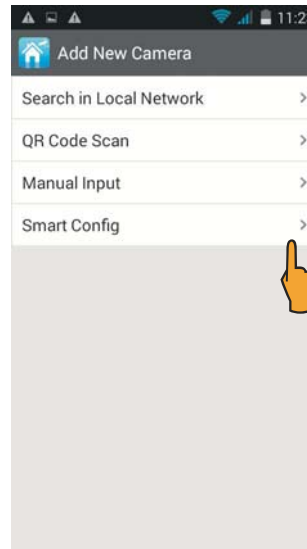 11:2
Add New Camera
Search in Local Network
QR Code Scan
Manual Input
Smart Config